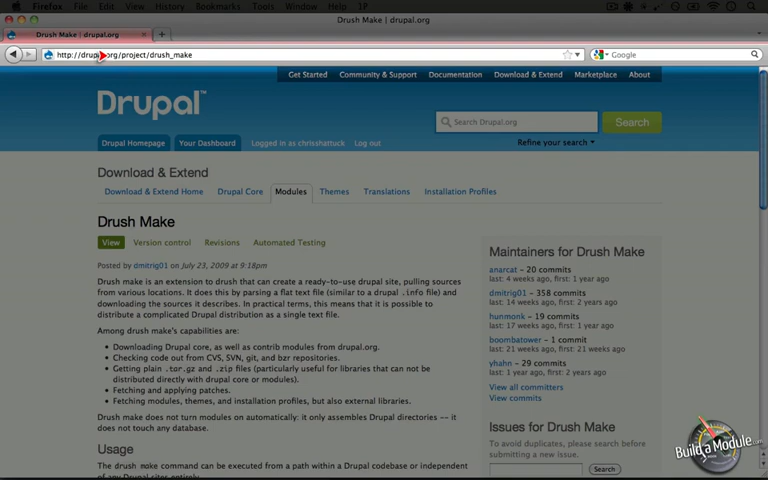 Firefox File Edit View History Bookmarks Tools Window Help
Drush Make | drupal.org
Drush Make | drupal.org
http://drupal.org/project/drush_make
Google
Get Started Community & Support Documentation Download & Extend Marketplace About
Drupal™
Search Drupal.org Search
Drupal Homepage Your Dashboard Logged in as chrisshattuck Log out Refine your search
Download & Extend
Download & Extend Home Drupal Core Modules Themes Translations Installation Profiles
Drush Make
View Version control Revisions Automated Testing
Posted by dmitrig01 on July 23, 2009 at 9:18pm
Drush make is an extension to drush that can create a ready-to-use drupal site, pulling sources
from various locations. It does this by parsing a flat text file (similar to a drupal .info file) and
downloading the sources it describes. In practical terms, this means that it is possible to
distribute a complicated Drupal distribution as a single text file.
Among drush make's capabilities are:
• Downloading Drupal core, as well as contrib modules from drupal.org.
• Checking code out from CVS, SVN, git, and bzr repositories.
• Getting plain .tar.gz and .zip files (particularly useful for libraries that can not be
distributed directly with drupal core or modules).
• Fetching and applying patches.
• Fetching modules, themes, and installation profiles, but also external libraries.
Drush make does not turn modules on automatically: it only assembles Drupal directories -- it
does not touch any database.
Usage
The drush make command can be executed from a path within a Drupal codebase or independent
of any Drupal sites entirely
Maintainers for Drush Make
anarcat - 20 commits
last: 4 weeks ago, first: 1 year ago
dmitrig01 - 358 commits
last: 14 weeks ago, first: 2 years ago
hunmonk - 19 commits
last: 17 weeks ago, first: 1 year ago
boombatower - 1 commit
last: 21 weeks ago, first: 21 weeks ago
yhahn - 29 commits
last: 1 year ago, first: 2 years ago
View all committers
View commits
Issues for Drush Make
To avoid duplicates, please search before
submitting a new issue.
Search
Build a Module.com